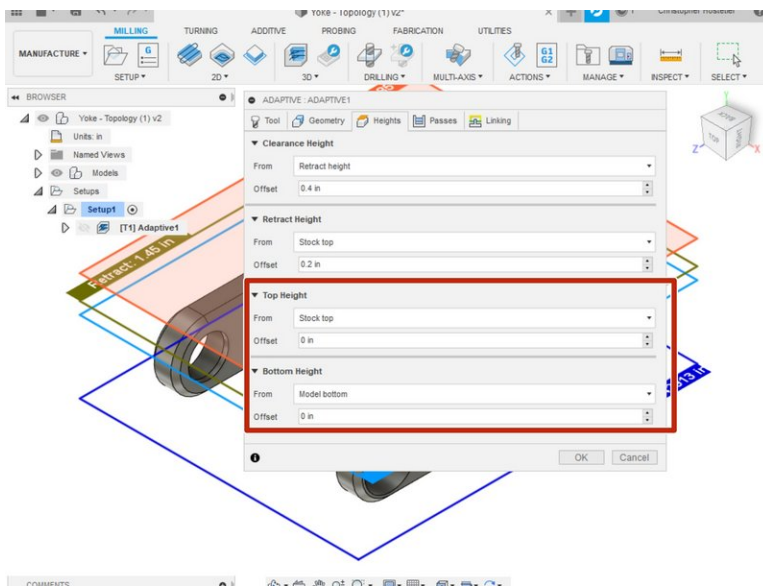 Yoke - Topology (1) v2*
MILLING TURNING ADDITIVE PROBING FABRICATION UTILITIES
MANUFACTURE
G
G1
G2
SETUP 2D 3D DRILLING MULTI-AXIS ACTIONS MANAGE INSPECT SELECT
BROWSER
Yoke - Topology (1) v2
Units: in
Named Views
Models
Setups
Setup1
[T1] Adaptive1
ADAPTIVE : ADAPTIVE1
Tool Geometry Heights Passes Linking
Clearance Height
From Retract height
Offset 0.4 in
Retract Height
From Stock top
Offset 0.2 in
Top Height
From Stock top
Offset 0 in
Bottom Height
From Model bottom
Offset 0 in
OK Cancel
Retract: 1.45 in
TOP
RIGHT
Z
X
Y
COMMENTS